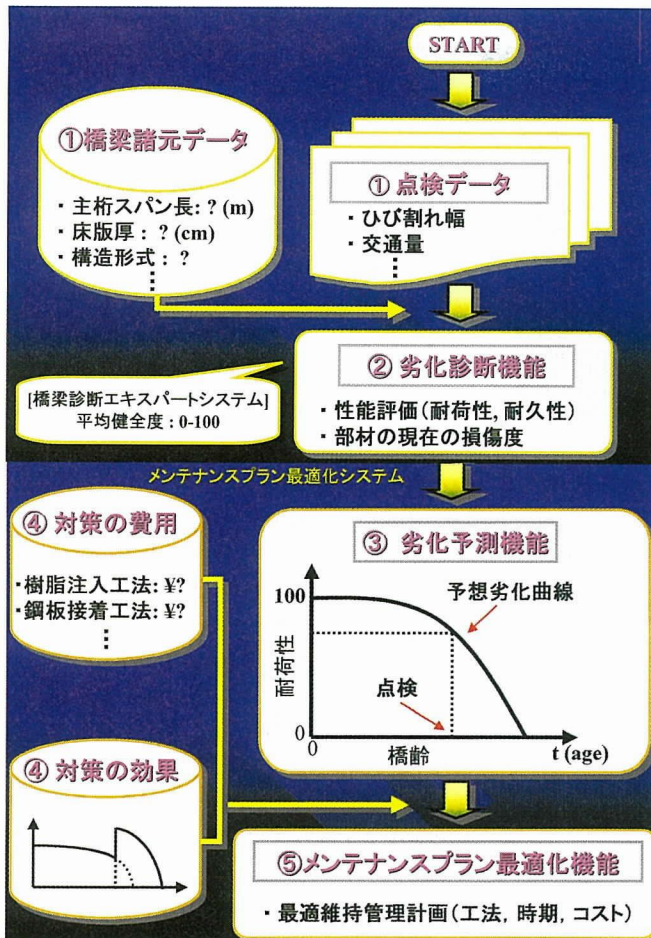 START
①橋梁諸元データ
・主桁スパン長: ? (m)
・床版厚 : ? (cm)
・構造形式 : ?
① 点検データ
・ひび割れ幅
・交通量
② 劣化診断機能
・性能評価(耐荷性, 耐久性)
・部材の現在の損傷度
[橋梁診断エキスパートシステム]
平均健全度 : 0-100
メンテナンスプラン最適化システム
④ 対策の費用
・樹脂注入工法: ¥?
・鋼板接着工法: ¥?
③ 劣化予測機能
100
予想劣化曲線
耐荷性
点検
0
0
橋齢
t (age)
④ 対策の効果
⑤メンテナンスプラン最適化機能
・最適維持管理計画(工法, 時期, コスト)